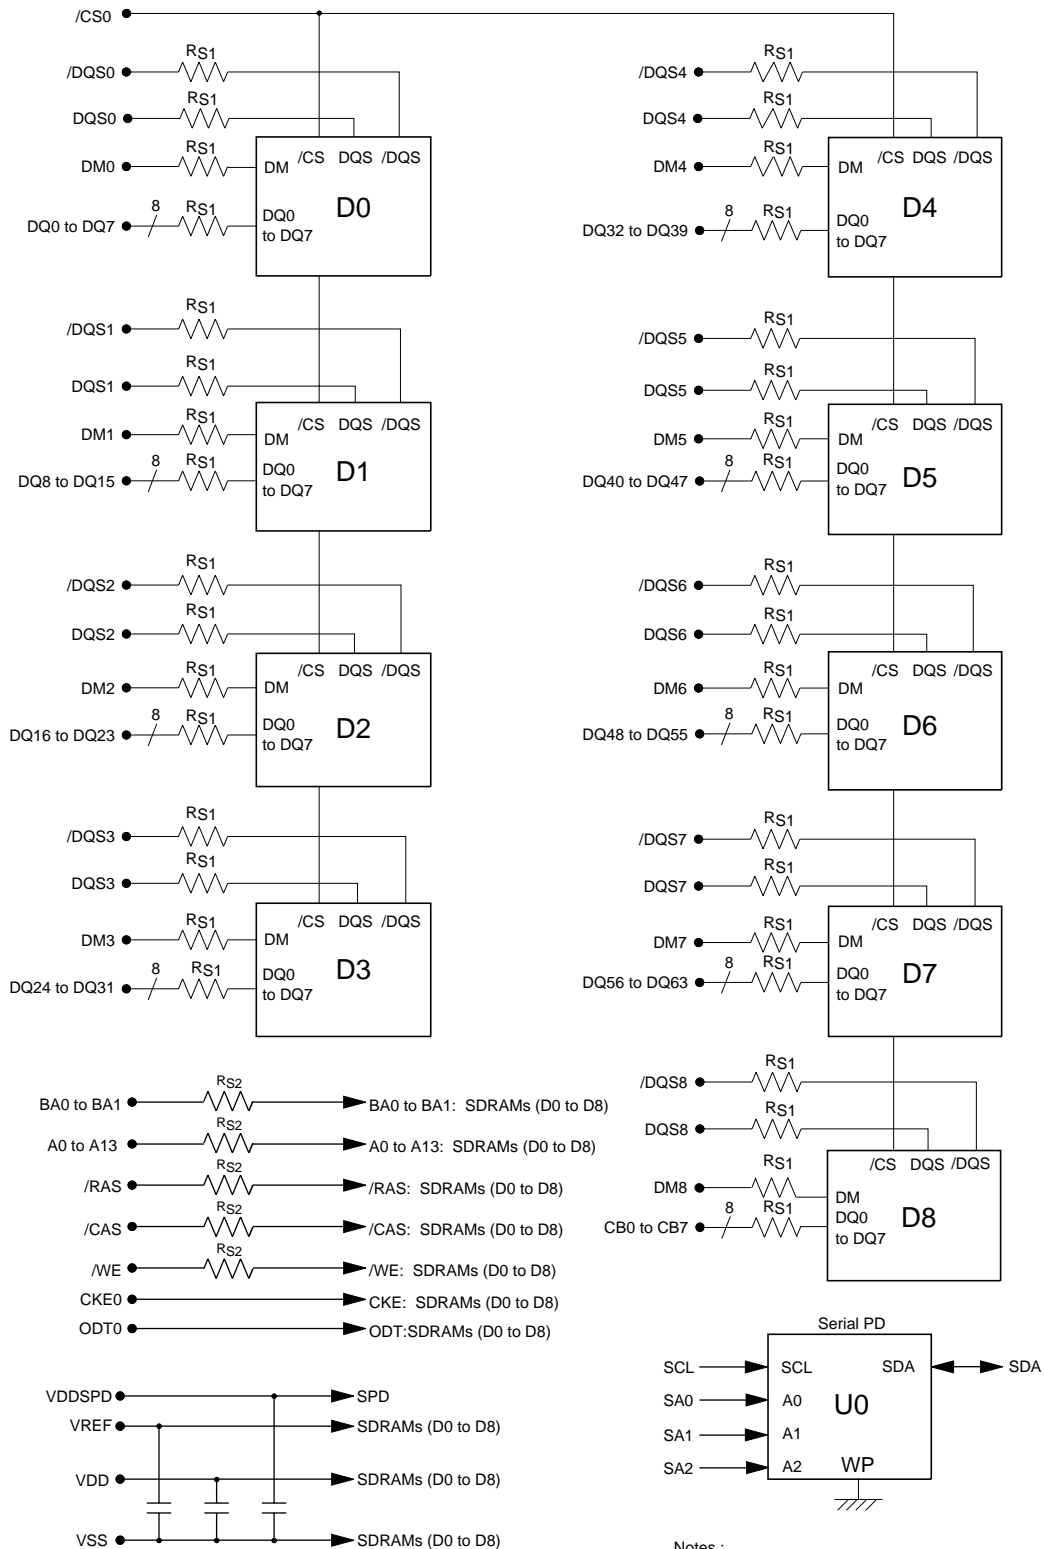 /CS0
RS1
/DQS0
RS1
DQS0
RS1
DM0
/CS DQS /DQS
DM
8
RS1
DQ0 to DQ7
DQ0
to DQ7
D0
RS1
/DQS1
RS1
DQS1
RS1
DM1
/CS DQS /DQS
DM
8
RS1
DQ8 to DQ15
DQ0
to DQ7
D1
RS1
/DQS2
RS1
DQS2
RS1
DM2
/CS DQS /DQS
DM
8
RS1
DQ16 to DQ23
DQ0
to DQ7
D2
RS1
/DQS3
RS1
DQS3
RS1
DM3
/CS DQS /DQS
DM
8
RS1
DQ24 to DQ31
DQ0
to DQ7
D3
RS1
/DQS4
RS1
DQS4
RS1
DM4
/CS DQS /DQS
DM
8
RS1
DQ32 to DQ39
DQ0
to DQ7
D4
RS1
/DQS5
RS1
DQS5
RS1
DM5
/CS DQS /DQS
DM
8
RS1
DQ40 to DQ47
DQ0
to DQ7
D5
RS1
/DQS6
RS1
DQS6
RS1
DM6
/CS DQS /DQS
DM
8
RS1
DQ48 to DQ55
DQ0
to DQ7
D6
RS1
/DQS7
RS1
DQS7
RS1
DM7
/CS DQS /DQS
DM
8
RS1
DQ56 to DQ63
DQ0
to DQ7
D7
RS1
/DQS8
RS1
DQS8
RS1
DM8
/CS DQS /DQS
DM
8
RS1
CB0 to CB7
DQ0
to DQ7
D8
RS2
BA0 to BA1
BA0 to BA1: SDRAMs (D0 to D8)
RS2
A0 to A13
A0 to A13: SDRAMs (D0 to D8)
RS2
/RAS
/RAS: SDRAMs (D0 to D8)
RS2
/CAS
/CAS: SDRAMs (D0 to D8)
RS2
/WE
/WE: SDRAMs (D0 to D8)
CKE0
CKE: SDRAMs (D0 to D8)
ODT0
ODT:SDRAMs (D0 to D8)
VDDSPD
SPD
VREF
SDRAMs (D0 to D8)
VDD
SDRAMs (D0 to D8)
VSS
SDRAMs (D0 to D8)
Serial PD
SCL
SCL
SDA
SDA
SA0
A0
U0
SA1
A1
SA2
A2
WP
Notes :